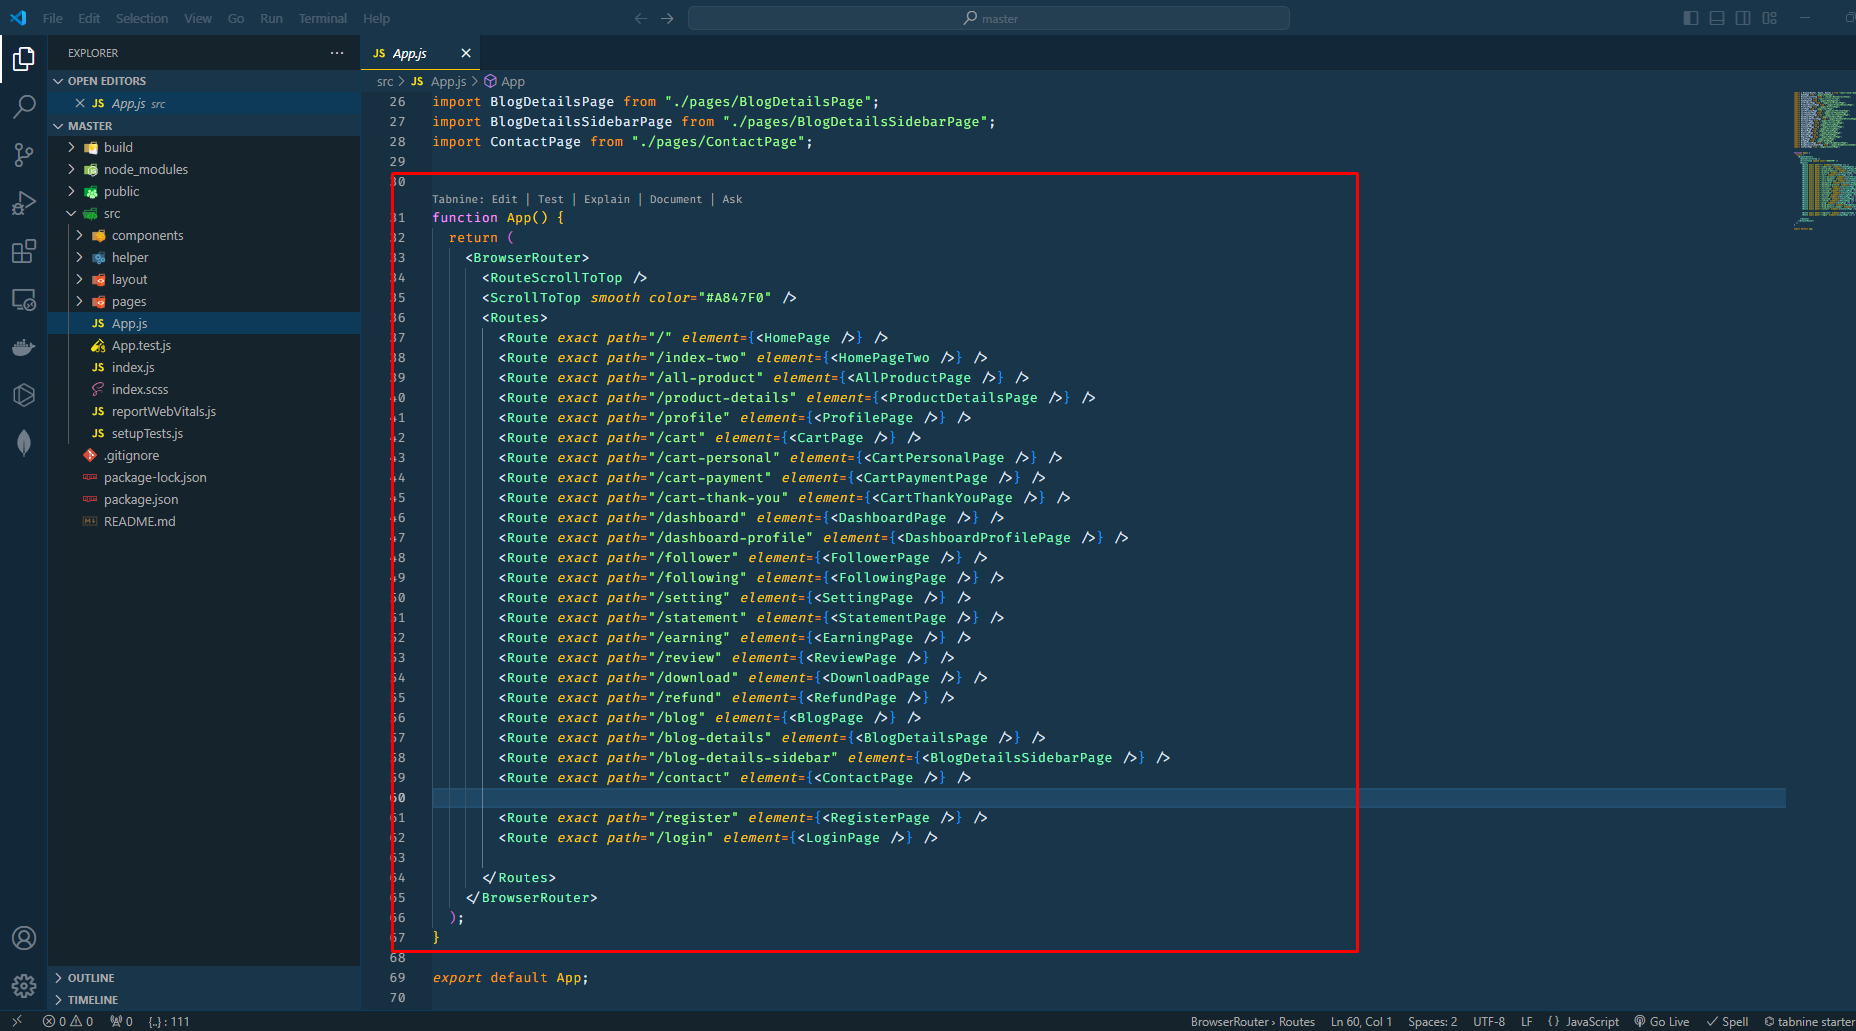 File Edit Selection View Go Run Terminal Help
master
EXPLORER
OPEN EDITORS
JS App.js src
MASTER
build
node_modules
public
src
components
helper
layout
pages
JS App.js
App.test.js
JS index.js
index.scss
JS reportWebVitals.js
JS setupTests.js
.gitignore
package-lock.json
package.json
README.md
OUTLINE
TIMELINE
JS App.js
src > JS App.js > App
26 import BlogDetailsPage from "./pages/BlogDetailsPage";
27 import BlogDetailsSidebarPage from "./pages/BlogDetailsSidebarPage";
28 import ContactPage from "./pages/ContactPage";
29
30
Tabnine: Edit | Test | Explain | Document | Ask
31 function App() {
32 return (
33 <BrowserRouter>
34 <RouteScrollToTop />
35 <ScrollToTop smooth color="#A847F0" />
36 <Routes>
37 <Route exact path="/" element={<HomePage />} />
38 <Route exact path="/index-two" element={<HomePageTwo />} />
39 <Route exact path="/all-product" element={<AllProductPage />} />
40 <Route exact path="/product-details" element={<ProductDetailsPage />} />
41 <Route exact path="/profile" element={<ProfilePage />} />
42 <Route exact path="/cart" element={<CartPage />} />
43 <Route exact path="/cart-personal" element={<CartPersonalPage />} />
44 <Route exact path="/cart-payment" element={<CartPaymentPage />} />
45 <Route exact path="/cart-thank-you" element={<CartThankYouPage />} />
46 <Route exact path="/dashboard" element={<DashboardPage />} />
47 <Route exact path="/dashboard-profile" element={<DashboardProfilePage />} />
48 <Route exact path="/follower" element={<FollowerPage />} />
49 <Route exact path="/following" element={<FollowingPage />} />
50 <Route exact path="/setting" element={<SettingPage />} />
51 <Route exact path="/statement" element={<StatementPage />} />
52 <Route exact path="/earning" element={<EarningPage />} />
53 <Route exact path="/review" element={<ReviewPage />} />
54 <Route exact path="/download" element={<DownloadPage />} />
55 <Route exact path="/refund" element={<RefundPage />} />
56 <Route exact path="/blog" element={<BlogPage />} />
57 <Route exact path="/blog-details" element={<BlogDetailsPage />} />
58 <Route exact path="/blog-details-sidebar" element={<BlogDetailsSidebarPage />} />
59 <Route exact path="/contact" element={<ContactPage />} />
60
61 <Route exact path="/register" element={<RegisterPage />} />
62 <Route exact path="/login" element={<LoginPage />} />
63
64 </Routes>
65 </BrowserRouter>
66 );
67 }
68
69 export default App;
70
0 0 0 {..} : 111
BrowserRouter › Routes Ln 60, Col 1 Spaces: 2 UTF-8 LF {} JavaScript Go Live Spell tabnine starter